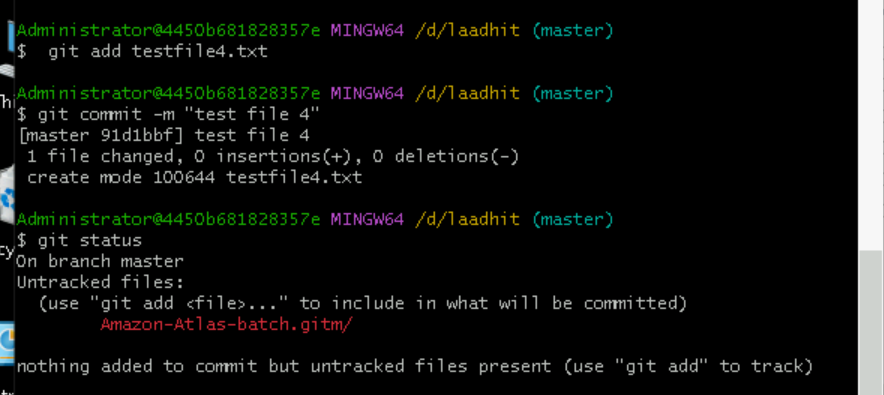 Administrator@4450b681828357e MINGW64 /d/laadhit (master)
$  git add testfile4.txt
Administrator@4450b681828357e MINGW64 /d/laadhit (master)
$ git commit -m "test file 4"
[master 91d1bbf] test file 4
 1 file changed, 0 insertions(+), 0 deletions(-)
 create mode 100644 testfile4.txt
Administrator@4450b681828357e MINGW64 /d/laadhit (master)
$ git status
On branch master
Untracked files:
  (use "git add <file>..." to include in what will be committed)
        Amazon-Atlas-batch.gitm/
nothing added to commit but untracked files present (use "git add" to track)